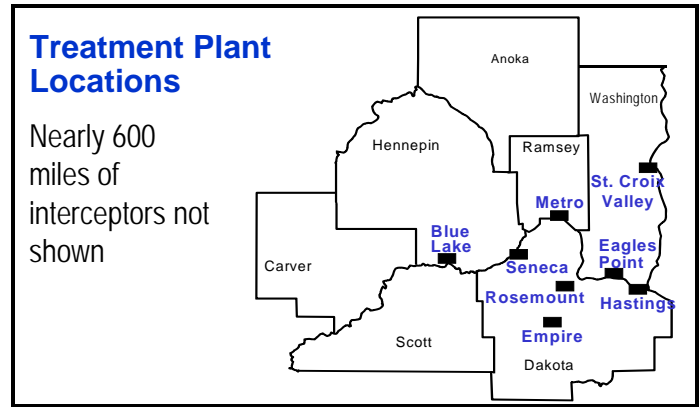 Treatment Plant
Locations
Nearly 600
miles of
interceptors not
shown
Anoka
Washington
Hennepin
Ramsey
St. Croix
Valley
Metro
Blue
Lake
Eagles
Point
Carver
Seneca
Rosemount
Hastings
Empire
Scott
Dakota